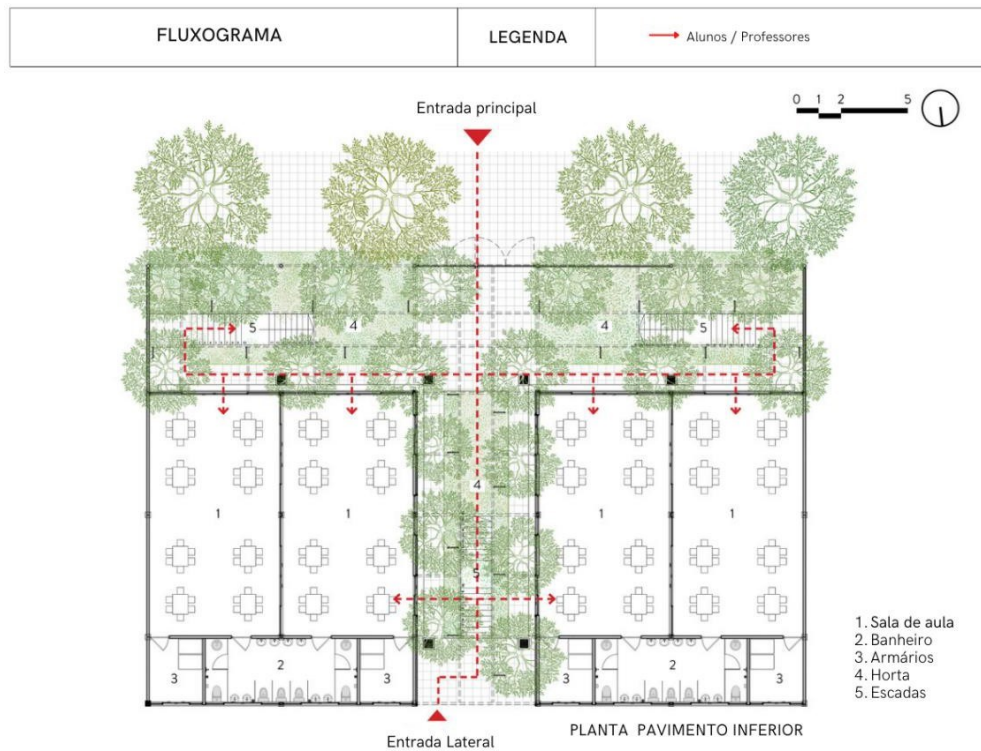 FLUXOGRAMA
LEGENDA
Alunos / Professores
0 1 2 5
Entrada principal
5 4 4 5
4
1 1 1 1
5
3 2 3 3 2 3
1. Sala de aula
2. Banheiro
3. Armários
4. Horta
5. Escadas
PLANTA PAVIMENTO INFERIOR
Entrada Lateral